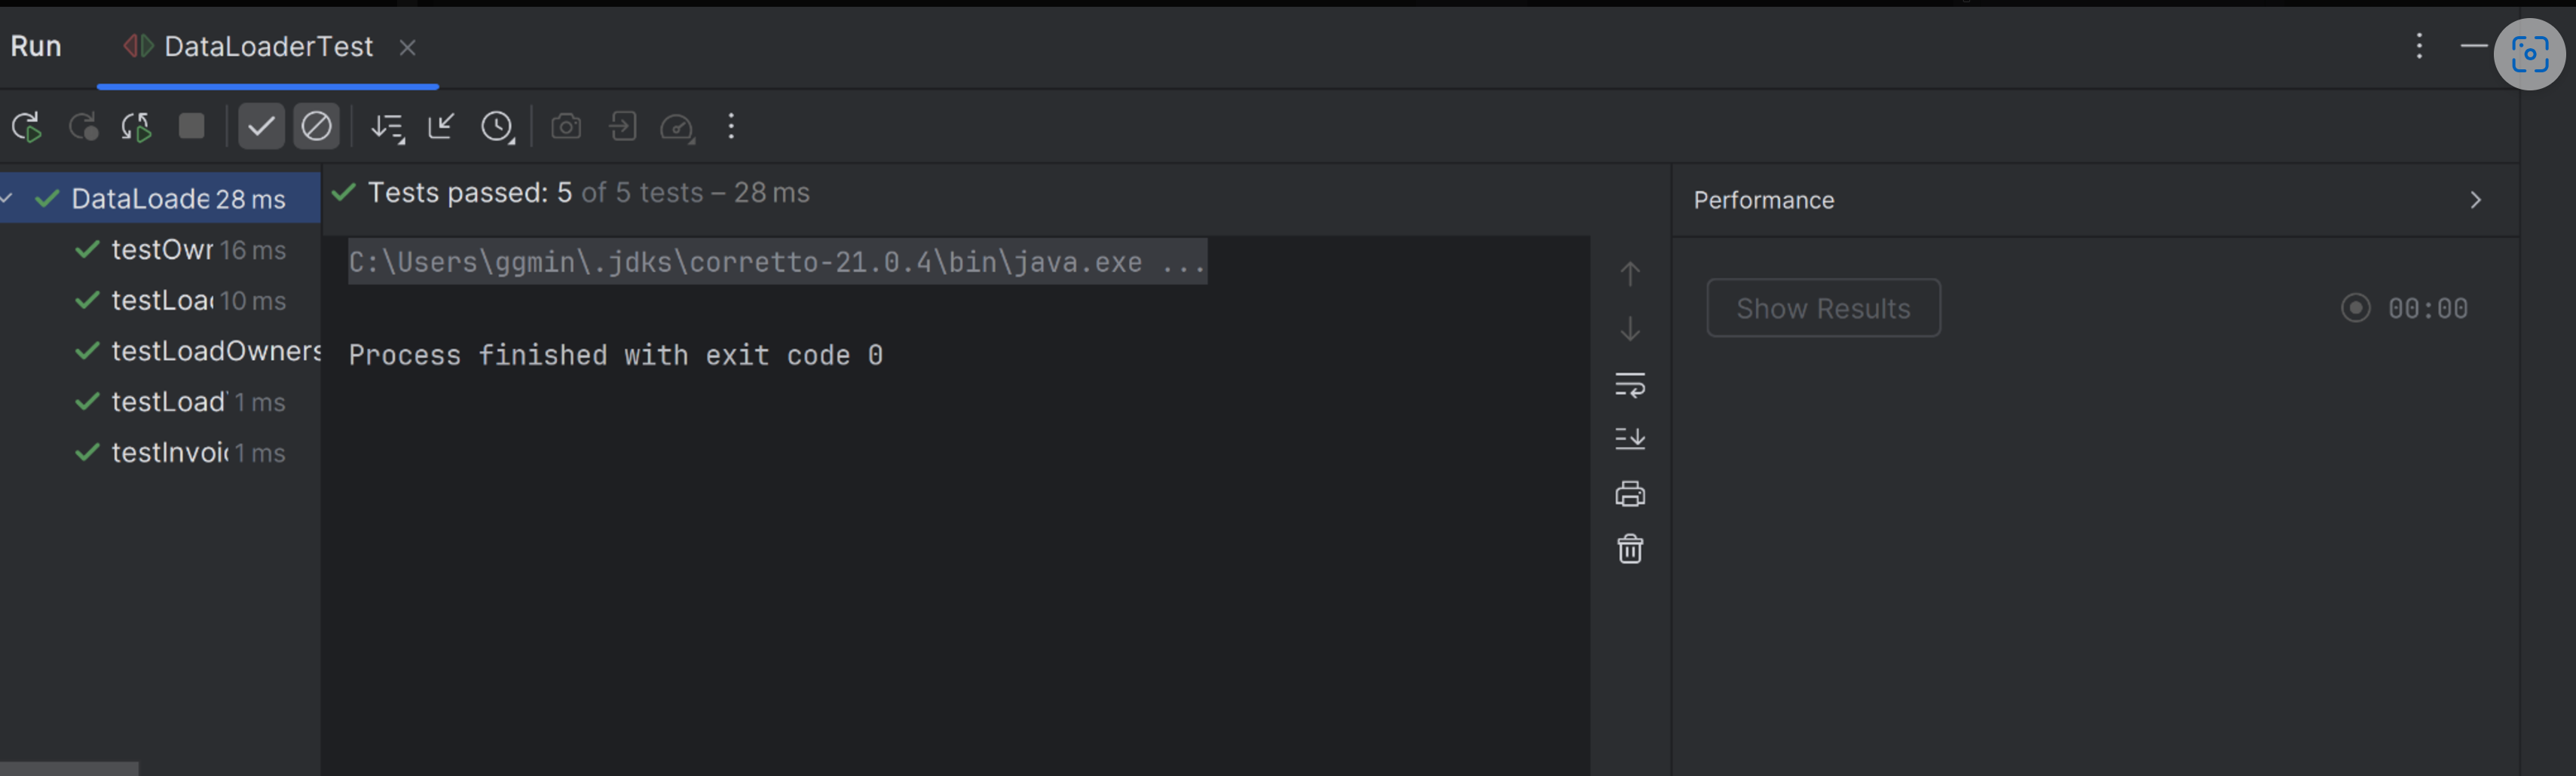 Run DataLoaderTest
DataLoade 28 ms
testOwr 16 ms
testLoa 10 ms
testLoadOwners
testLoad 1 ms
testInvoi 1 ms
Tests passed: 5 of 5 tests – 28 ms
C:\Users\ggmin\.jdks\corretto-21.0.4\bin\java.exe ...
Process finished with exit code 0
Performance
Show Results 00:00